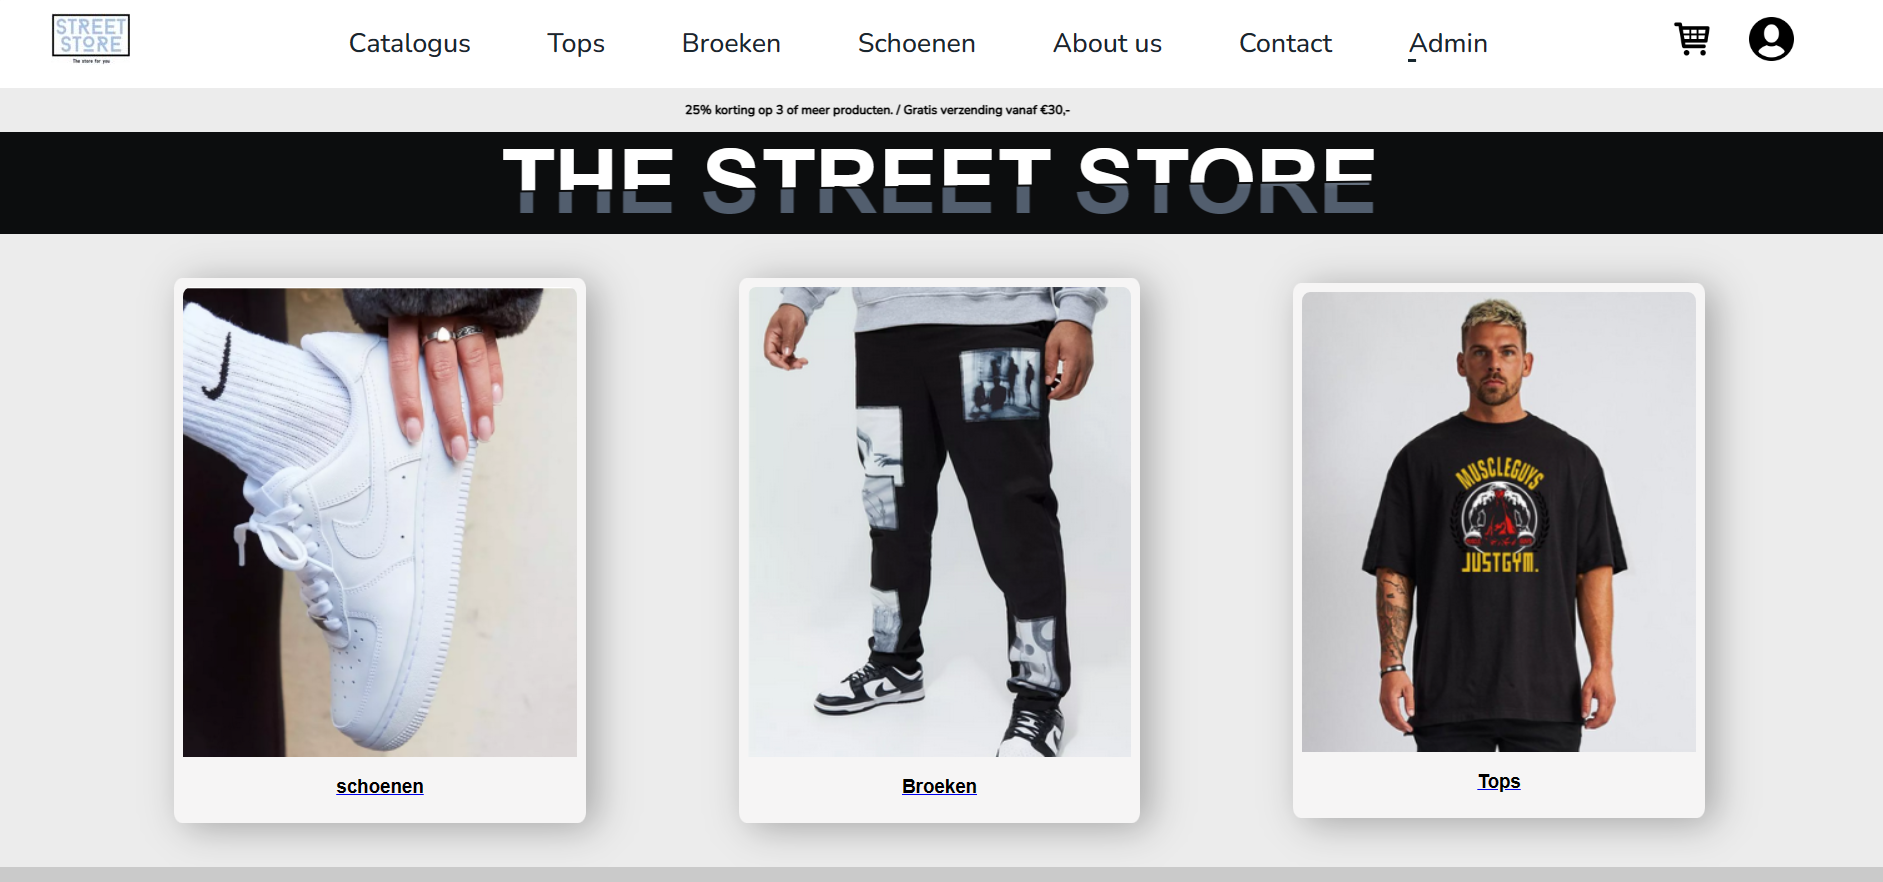 STREET
STORE
The store for you
Catalogus
Tops
Broeken
Schoenen
About us
Contact
Admin
25% korting op 3 of meer producten. / Gratis verzending vanaf €30,-
THE STREET STORE
MUSCLEGUYS
JUSTGYM.
schoenen
Broeken
Tops